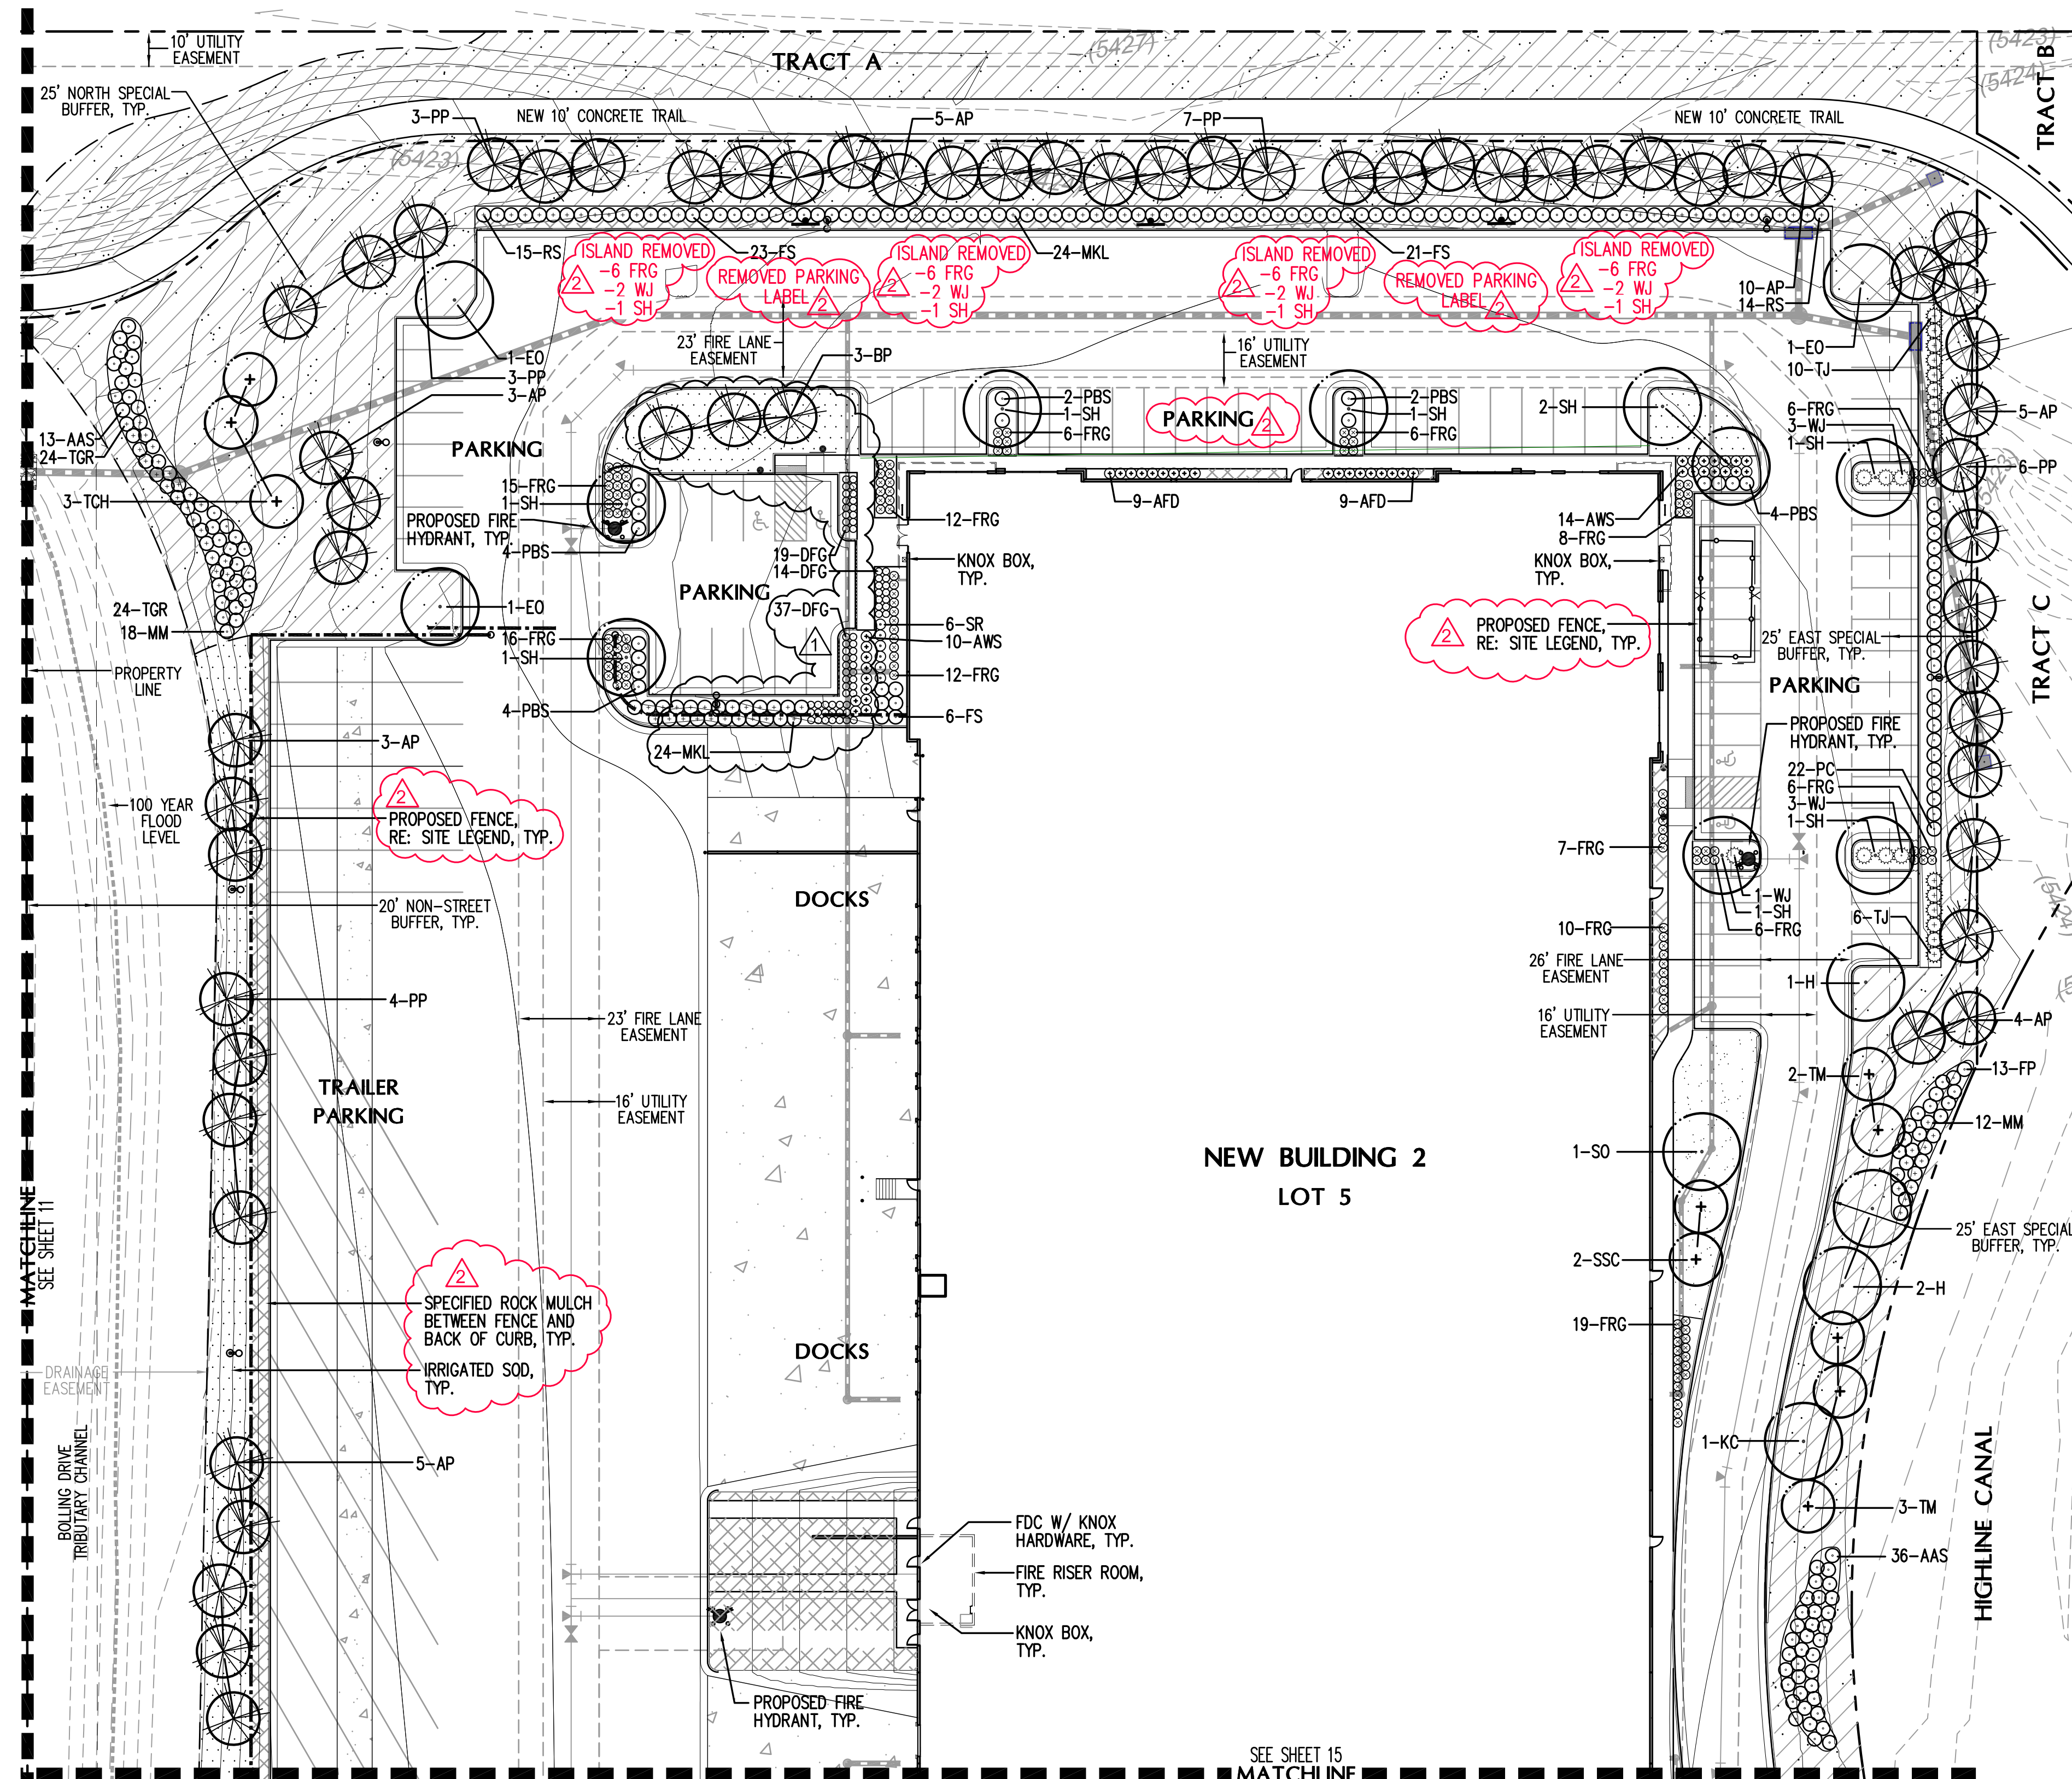 10' UTILITY
EASEMENT
TRACT A
(5427)
(5423)
(5424)
TRACT B
25' NORTH SPECIAL
BUFFER, TYP.
3-PP
NEW 10' CONCRETE TRAIL
5-AP
7-PP
NEW 10' CONCRETE TRAIL
(5423)
15-RS
23-FS
24-MKL
21-FS
ISLAND REMOVED
2
-6 FRG
-2 WJ
-1 SH
REMOVED PARKING
LABEL
2
ISLAND REMOVED
2
-6 FRG
-2 WJ
-1 SH
ISLAND REMOVED
2
-6 FRG
-2 WJ
-1 SH
REMOVED PARKING
LABEL
2
ISLAND REMOVED
2
-6 FRG
-2 WJ
-1 SH
10-AP
14-RS
1-EO
3-PP
3-AP
23' FIRE LANE
EASEMENT
3-BP
16' UTILITY
EASEMENT
1-EO
10-TJ
2-PBS
1-SH
6-FRG
PARKING
2
2-PBS
1-SH
6-FRG
2-SH
6-FRG
3-WJ
1-SH
5-AP
6-PP
13-AAS
24-TGR
3-TCH
PARKING
15-FRG
1-SH
PROPOSED FIRE
HYDRANT, TYP.
4-PBS
12-FRG
9-AFD
9-AFD
14-AWS
8-FRG
4-PBS
19-DFG
14-DFG
KNOX BOX,
TYP.
KNOX BOX,
TYP.
PARKING
37-DFG
1
24-TGR
18-MM
1-EO
16-FRG
1-SH
6-SR
10-AWS
12-FRG
4-PBS
6-FS
24-MKL
2
PROPOSED FENCE,
RE: SITE LEGEND, TYP.
25' EAST SPECIAL
BUFFER, TYP.
TRACT C
PARKING
PROPERTY
LINE
3-AP
PROPOSED FIRE
HYDRANT, TYP.
22-PC
6-FRG
3-WJ
1-SH
100 YEAR
FLOOD
LEVEL
2
PROPOSED FENCE,
RE: SITE LEGEND, TYP.
7-FRG
DOCKS
20' NON-STREET
BUFFER, TYP.
1-WJ
1-SH
6-FRG
10-FRG
6-TJ
26' FIRE LANE
EASEMENT
1-H
4-PP
23' FIRE LANE
EASEMENT
16' UTILITY
EASEMENT
4-AP
TRAILER
PARKING
16' UTILITY
EASEMENT
2-TM
13-FP
12-MM
NEW BUILDING 2
LOT 5
1-SO
MATCHLINE
SEE SHEET 11
25' EAST SPECIAL
BUFFER, TYP.
2-SSC
2-H
2
SPECIFIED ROCK MULCH
BETWEEN FENCE AND
BACK OF CURB, TYP.
IRRIGATED SOD,
TYP.
DOCKS
19-FRG
DRAINAGE
EASEMENT
BOLLING DRIVE
TRIBUTARY CHANNEL
5-AP
1-KC
3-TM
HIGHLINE CANAL
36-AAS
FDC W/ KNOX
HARDWARE, TYP.
FIRE RISER ROOM,
TYP.
KNOX BOX,
TYP.
PROPOSED FIRE
HYDRANT, TYP.
SEE SHEET 15
MATCHLINE